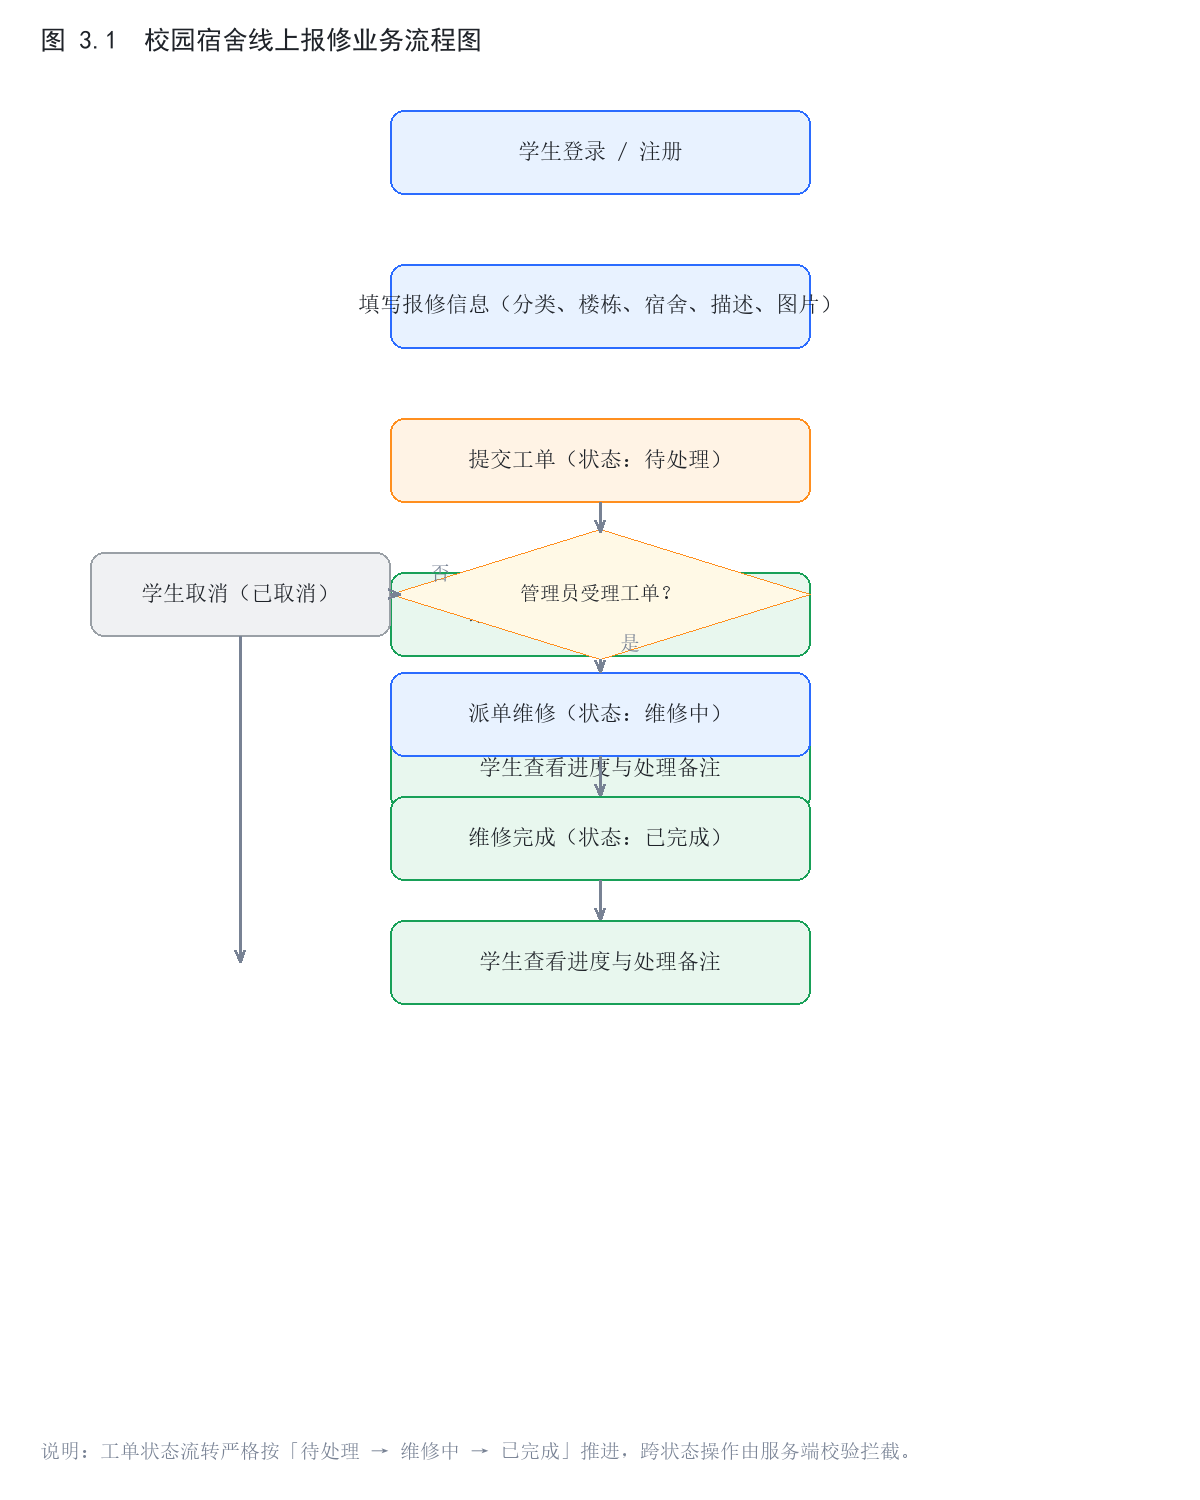 图 3.1 校园宿舍线上报修业务流程图
学生登录 / 注册
填写报修信息（分类、楼栋、宿舍、描述、图片）
提交工单（状态：待处理）
否
学生取消（已取消）
管理员受理工单？
是
派单维修（状态：维修中）
学生查看进度与处理备注
维修完成（状态：已完成）
学生查看进度与处理备注
说明：工单状态流转严格按「待处理 → 维修中 → 已完成」推进，跨状态操作由服务端校验拦截。